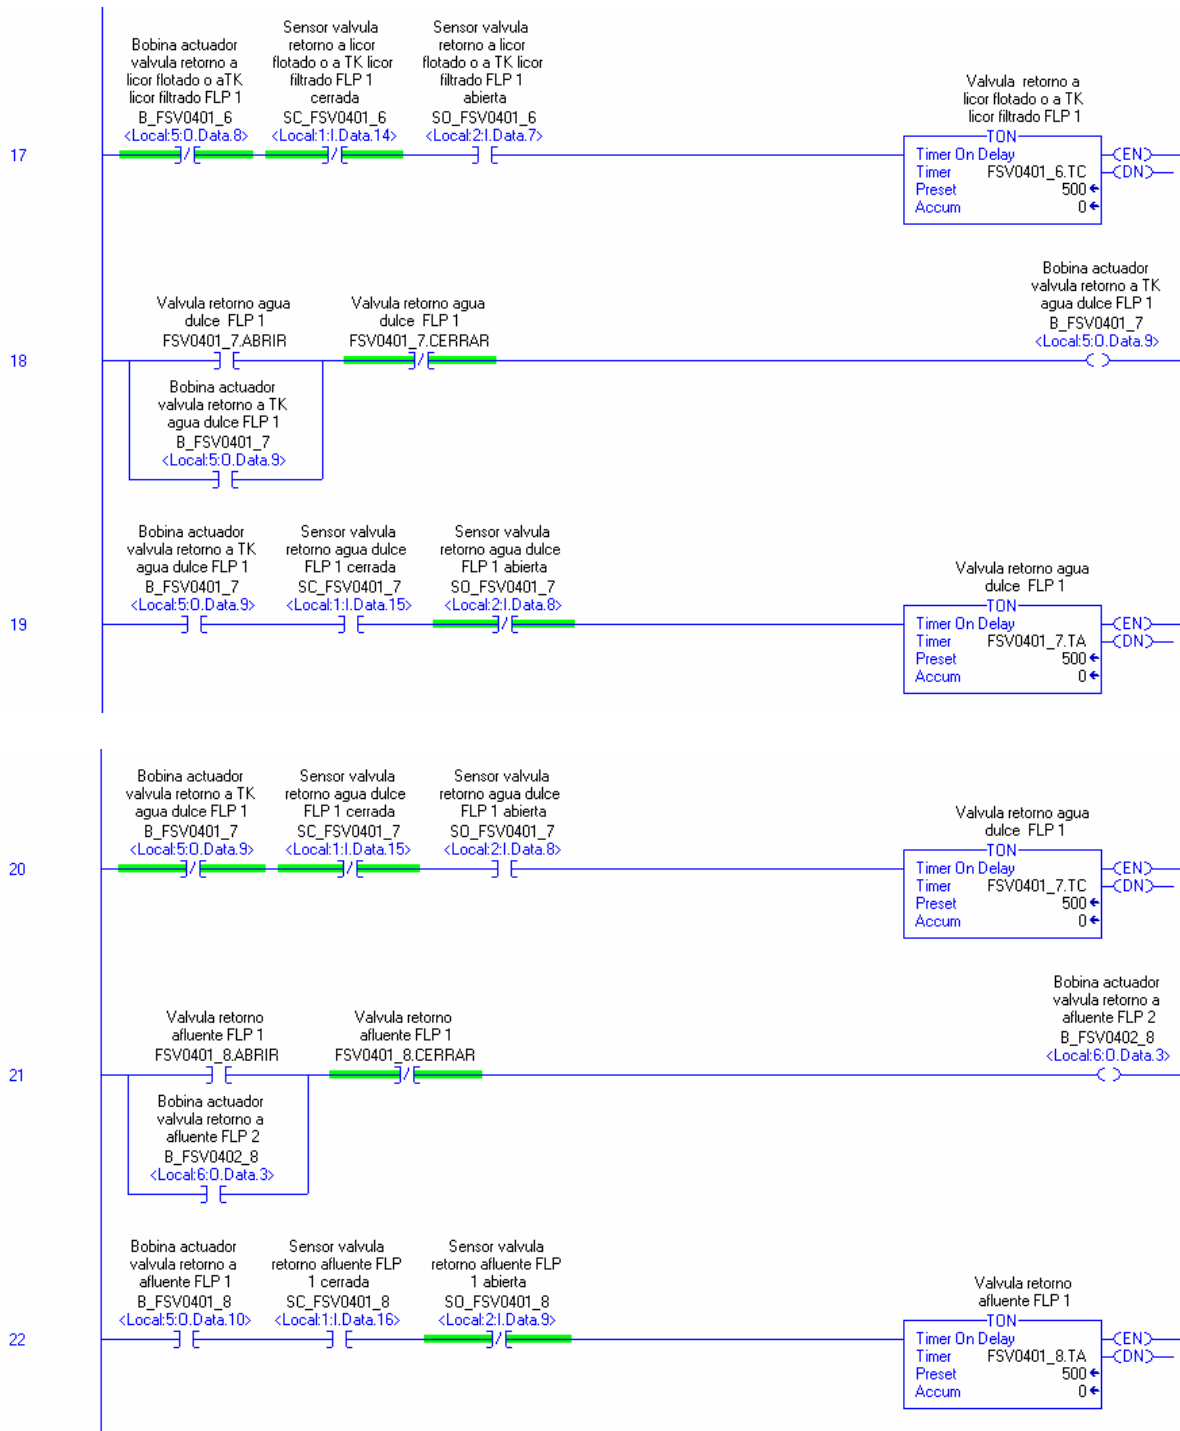 Bobina actuador
valvula retorno a
licor flotado o aTK
licor filtrado FLP 1
B_FSV0401_6
<Local:5:O.Data.8>
Sensor valvula
retorno a licor
flotado o a TK licor
filtrado FLP 1
cerrada
SC_FSV0401_6
<Local:1:I.Data.14>
Sensor valvula
retorno a licor
flotado o a TK licor
filtrado FLP 1
abierta
SO_FSV0401_6
<Local:2:I.Data.7>
Valvula retorno a
licor flotado o a TK
licor filtrado FLP 1
17
TON
Timer On Delay
Timer FSV0401_6.TC
Preset 500
Accum 0
EN
DN
Valvula retorno agua
dulce FLP 1
FSV0401_7.ABRIR
Valvula retorno agua
dulce FLP 1
FSV0401_7.CERRAR
Bobina actuador
valvula retorno a TK
agua dulce FLP 1
B_FSV0401_7
<Local:5:O.Data.9>
18
Bobina actuador
valvula retorno a TK
agua dulce FLP 1
B_FSV0401_7
<Local:5:O.Data.9>
Bobina actuador
valvula retorno a TK
agua dulce FLP 1
B_FSV0401_7
<Local:5:O.Data.9>
Sensor valvula
retorno agua dulce
FLP 1 cerrada
SC_FSV0401_7
<Local:1:I.Data.15>
Sensor valvula
retorno agua dulce
FLP 1 abierta
SO_FSV0401_7
<Local:2:I.Data.8>
Valvula retorno agua
dulce FLP 1
19
TON
Timer On Delay
Timer FSV0401_7.TA
Preset 500
Accum 0
EN
DN
Bobina actuador
valvula retorno a TK
agua dulce FLP 1
B_FSV0401_7
<Local:5:O.Data.9>
Sensor valvula
retorno agua dulce
FLP 1 cerrada
SC_FSV0401_7
<Local:1:I.Data.15>
Sensor valvula
retorno agua dulce
FLP 1 abierta
SO_FSV0401_7
<Local:2:I.Data.8>
Valvula retorno agua
dulce FLP 1
20
TON
Timer On Delay
Timer FSV0401_7.TC
Preset 500
Accum 0
EN
DN
Valvula retorno
afluente FLP 1
FSV0401_8.ABRIR
Valvula retorno
afluente FLP 1
FSV0401_8.CERRAR
Bobina actuador
valvula retorno a
afluente FLP 2
B_FSV0402_8
<Local:6:O.Data.3>
21
Bobina actuador
valvula retorno a
afluente FLP 2
B_FSV0402_8
<Local:6:O.Data.3>
Bobina actuador
valvula retorno a
afluente FLP 1
B_FSV0401_8
<Local:5:O.Data.10>
Sensor valvula
retorno afluente FLP
1 cerrada
SC_FSV0401_8
<Local:1:I.Data.16>
Sensor valvula
retorno afluente FLP
1 abierta
SO_FSV0401_8
<Local:2:I.Data.9>
Valvula retorno
afluente FLP 1
22
TON
Timer On Delay
Timer FSV0401_8.TA
Preset 500
Accum 0
EN
DN